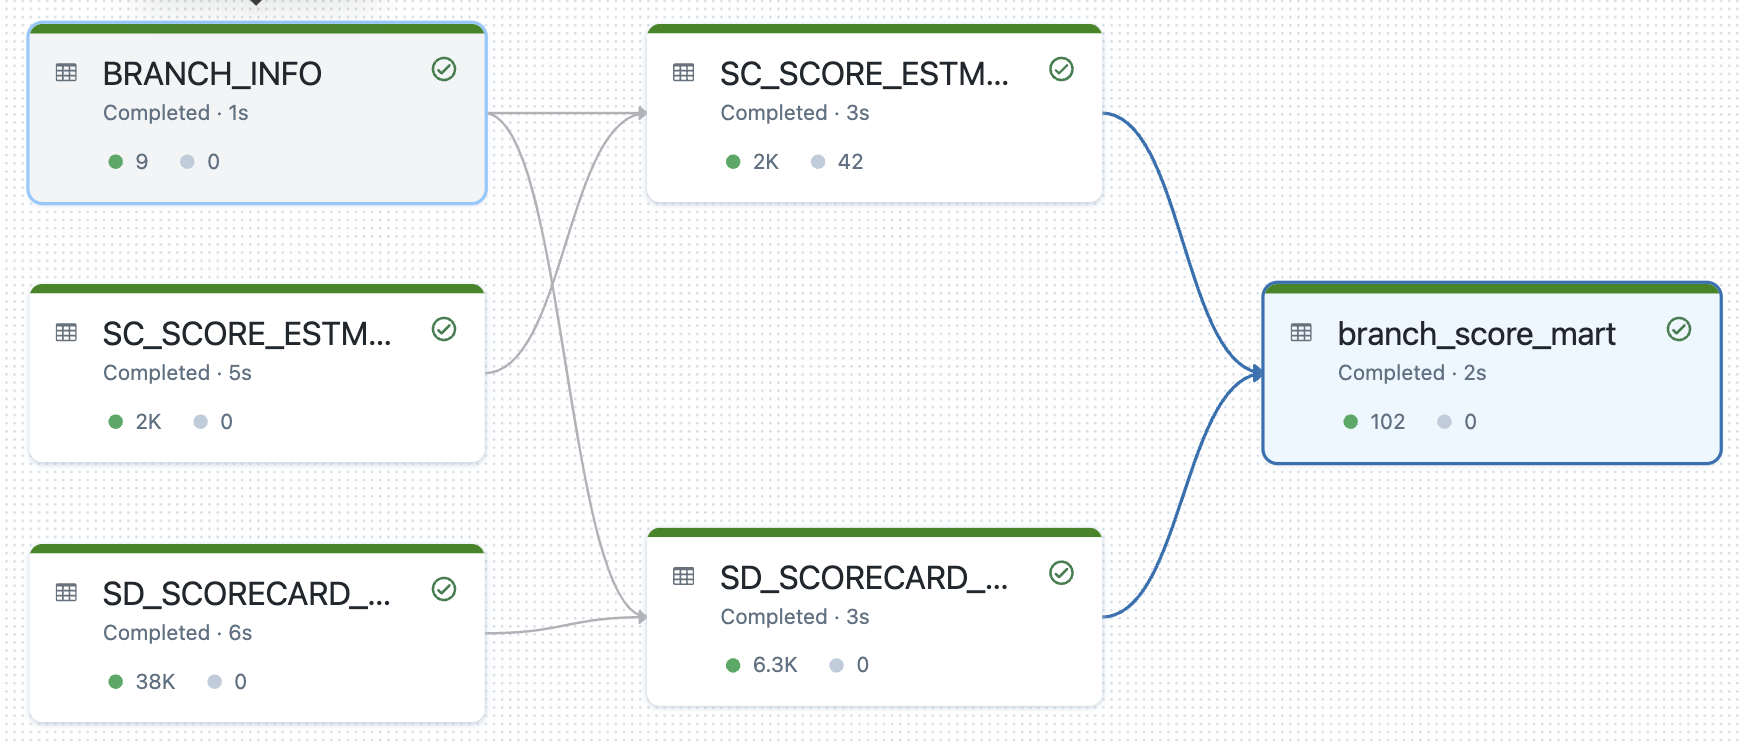 BRANCH_INFO
Completed · 1s
9 0
SC_SCORE_ESTM...
Completed · 5s
2K 0
SD_SCORECARD_...
Completed · 6s
38K 0
SC_SCORE_ESTM...
Completed · 3s
2K 42
SD_SCORECARD_...
Completed · 3s
6.3K 0
branch_score_mart
Completed · 2s
102 0